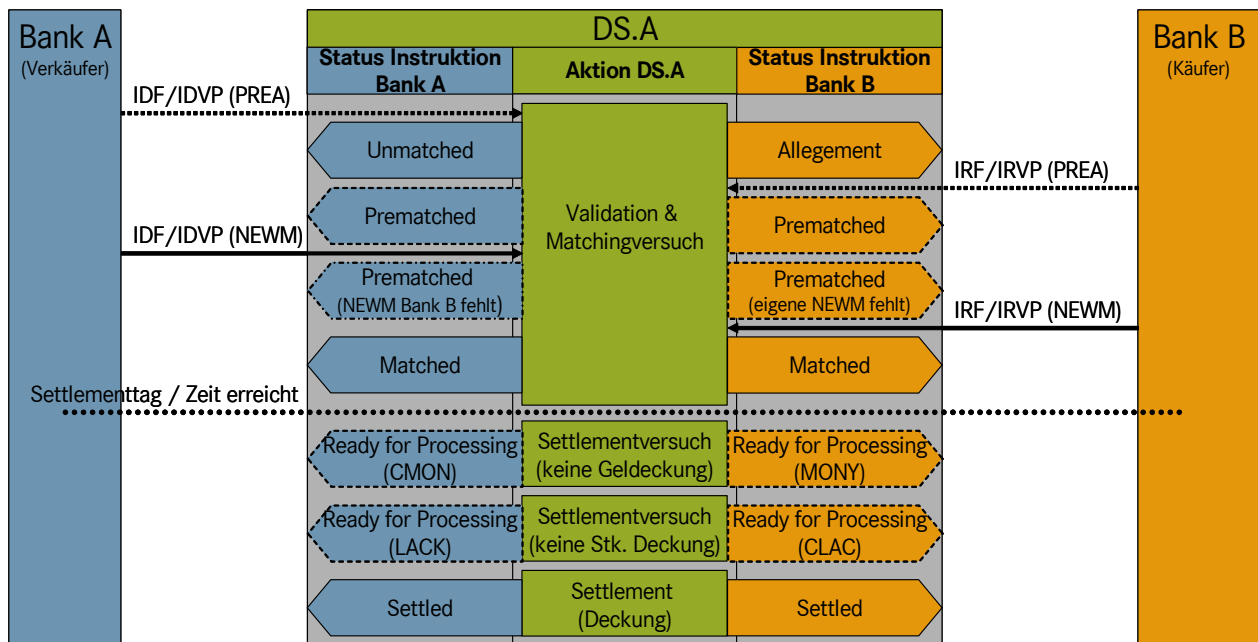 Bank A
(Verkäufer)
DS.A
Bank B
(Käufer)
Status Instruktion
Bank A
Aktion DS.A
Status Instruktion
Bank B
IDF/IDVP (PREA)
Unmatched
Allegement
IRF/IRVP (PREA)
Prematched
Validation &
Matchingversuch
Prematched
IDF/IDVP (NEWM)
Prematched
(NEWM Bank B fehlt)
Prematched
(eigene NEWM fehlt)
IRF/IRVP (NEWM)
Matched
Matched
Settlementtag / Zeit erreicht
Ready for Processing
(CMON)
Settlementversuch
(keine Geldeckung)
Ready for Processing
(MONY)
Ready for Processing
(LACK)
Settlementversuch
(keine Stk. Deckung)
Ready for Processing
(CLAC)
Settled
Settlement
(Deckung)
Settled